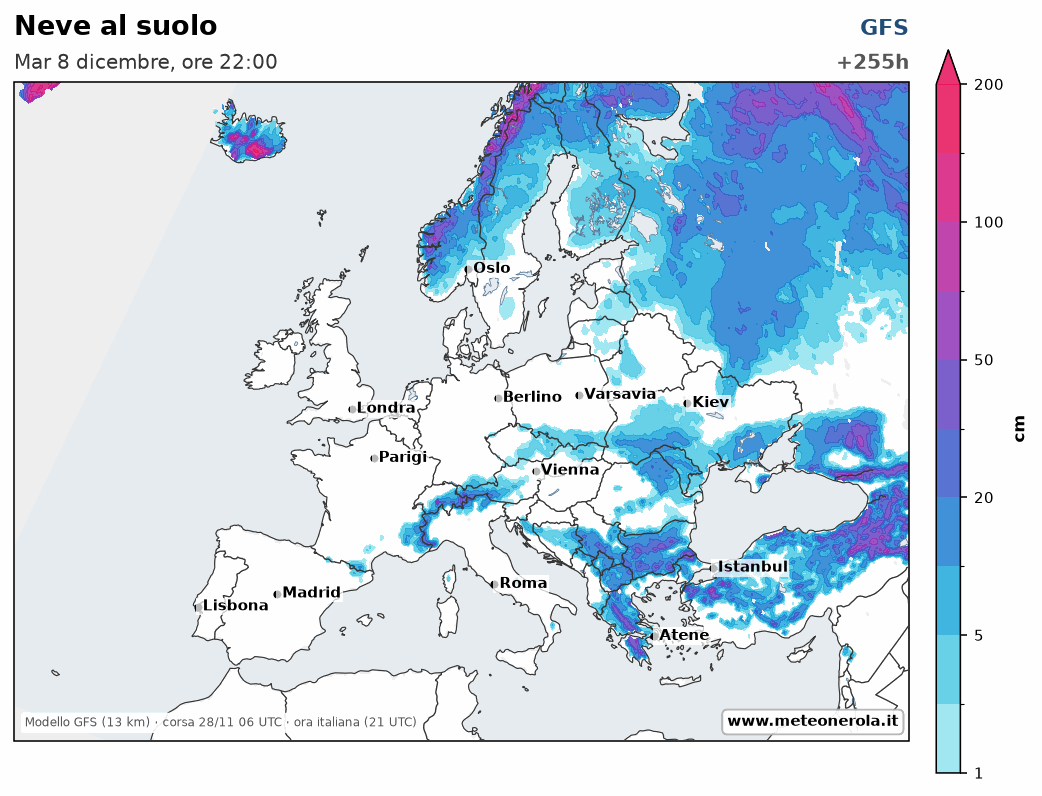 Neve al suolo
GFS
Mar 8 dicembre, ore 22:00
+255h
200
100
50
20
5
1
cm
Oslo
Londra
Berlino
Varsavia
Kiev
Parigi
Vienna
Istanbul
Roma
Madrid
Lisbona
Atene
Modello GFS (13 km) · corsa 28/11 06 UTC · ora italiana (21 UTC)
www.meteonerola.it